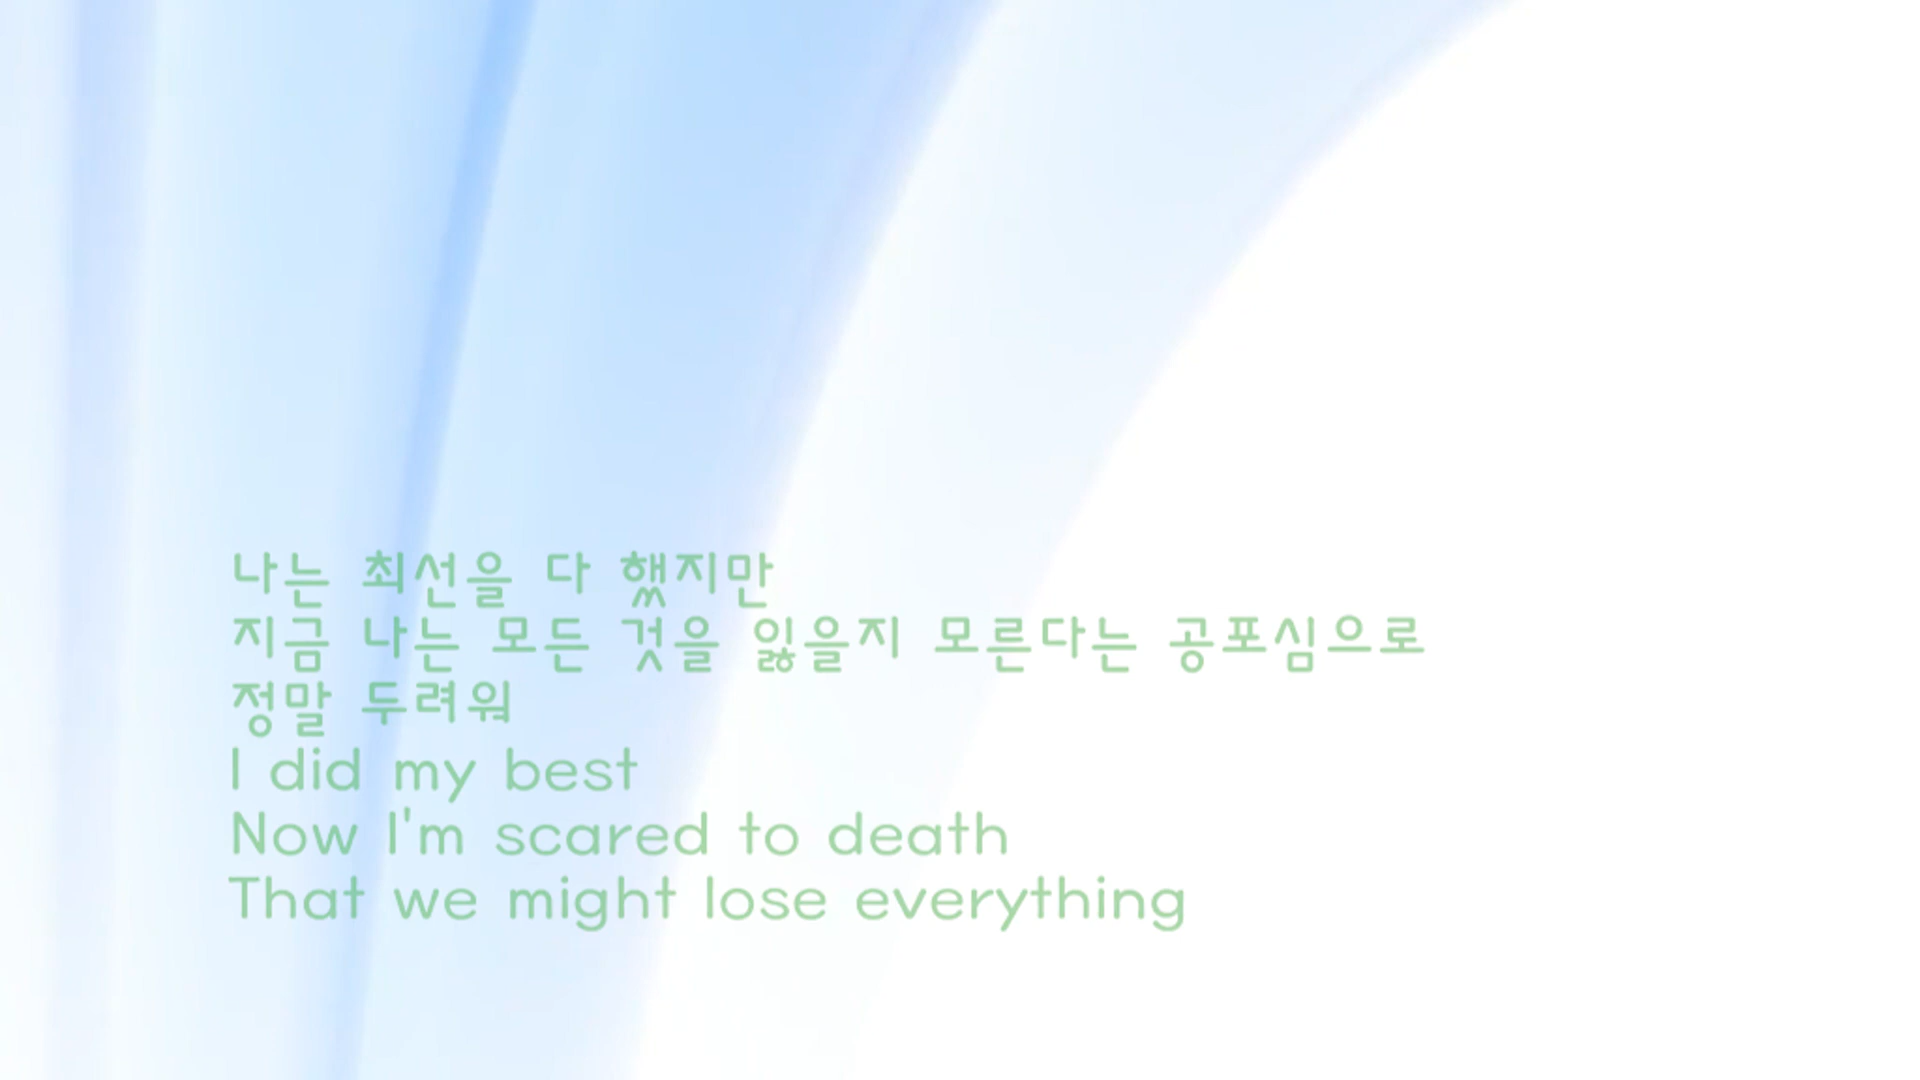 나는 최선을 다 했지만
지금 나는 모든 것을 잃을지 모른다는 공포심으로
정말 두려워
I did my best
Now I'm scared to death
That we might lose everything